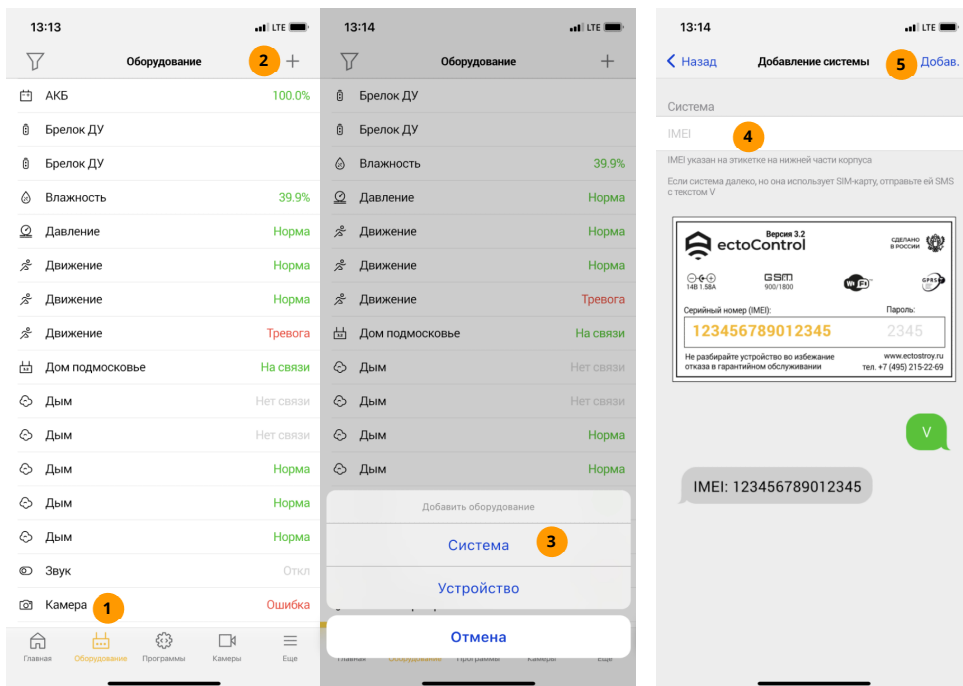 13:13
LTE
Оборудование
2
АКБ 100.0%
Брелок ДУ
Брелок ДУ
Влажность 39.9%
Давление Норма
Движение Норма
Движение Норма
Движение Тревога
Дом подмосковье На связи
Дым Нет связи
Дым Нет связи
Дым Норма
Дым Норма
Дым Норма
Звук Откл
Камера 1 Ошибка
Главная Оборудование Программы Камеры Еще
13:14
LTE
Оборудование
Брелок ДУ
Брелок ДУ
Влажность 39.9%
Давление Норма
Движение Норма
Движение Норма
Движение Тревога
Дом подмосковье На связи
Дым Нет связи
Дым Нет связи
Дым Норма
Дым Норма
Добавить оборудование
Система 3
Устройство
Отмена
Главная Оборудование Программы Камеры Еще
13:14
LTE
Назад Добавление системы 5 Добав.
Система
IMEI 4
IMEI указан на этикетке на нижней части корпуса
Если система далеко, но она использует SIM-карту, отправьте ей SMS
с текстом V
Версия 3.2
ectoControl
СДЕЛАНО
В РОССИИ
14В 1.58А
GSM
900/1800
Wi Fi
GPRS
Серийный номер (IMEI): Пароль:
123456789012345 2345
Не разбирайте устройство во избежание
отказа в гарантийном обслуживании
www.ectostroy.ru
тел. +7 (495) 215-22-69
V
IMEI: 123456789012345